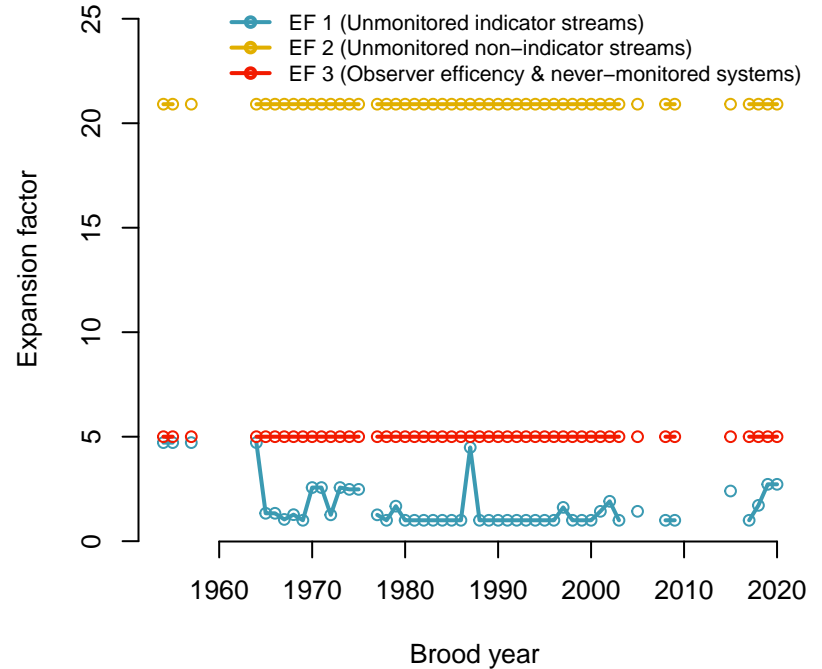 EF 1 (Unmonitored indicator streams)
EF 2 (Unmonitored non−indicator streams)
EF 3 (Observer efficency & never−monitored systems)
25
20
15
10
5
0
Expansion factor
1960 1970 1980 1990 2000 2010 2020
Brood year